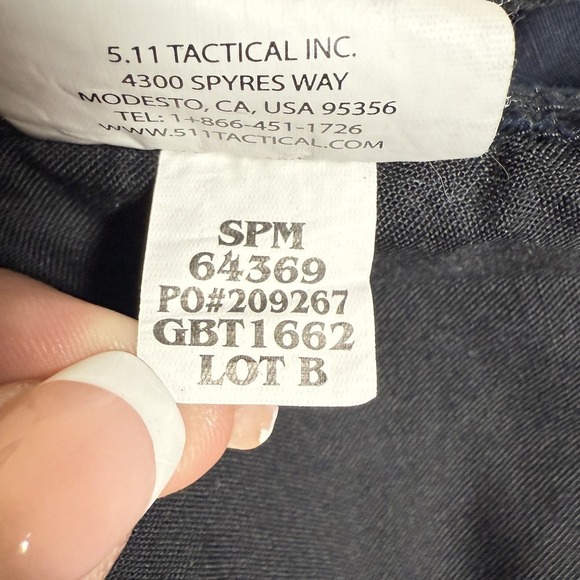 5.11 TACTICAL INC.
4300 SPYRES WAY
MODESTO, CA, USA 95356
TEL: 1+866-451-1726
WWW.511TACTICAL.COM
SPM
64369
PO#209267
GBT1662
LOT B